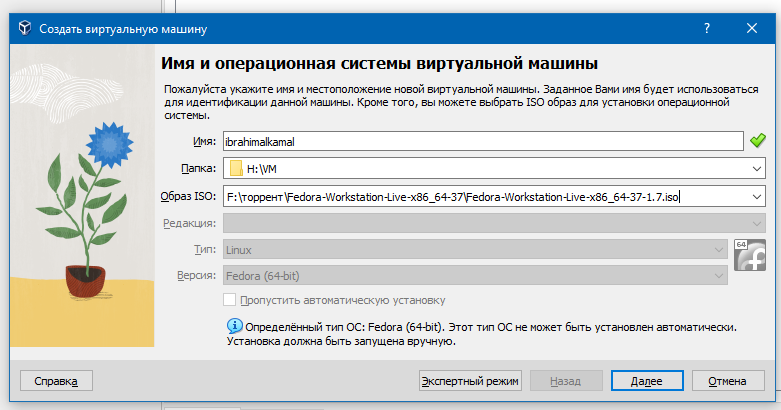 Создать виртуальную машину
?
Имя и операционная системы виртуальной машины
Пожалуйста укажите имя и местоположение новой виртуальной машины. Заданное Вами имя будет использоваться
для идентификации данной машины. Кроме того, вы можете выбрать ISO образ для установки операционной
системы.
Имя: ibrahimalkamal
Папка: H:\VM
Образ ISO: F:\торрент\Fedora-Workstation-Live-x86_64-37\Fedora-Workstation-Live-x86_64-37-1.7.iso
Редакция:
Тип: Linux
64
Версия: Fedora (64-bit)
Пропустить автоматическую установку
Определённый тип ОС: Fedora (64-bit). Этот тип ОС не может быть установлен автоматически.
Установка должна быть запущена вручную.
Справка Экспертный режим Назад Далее Отмена